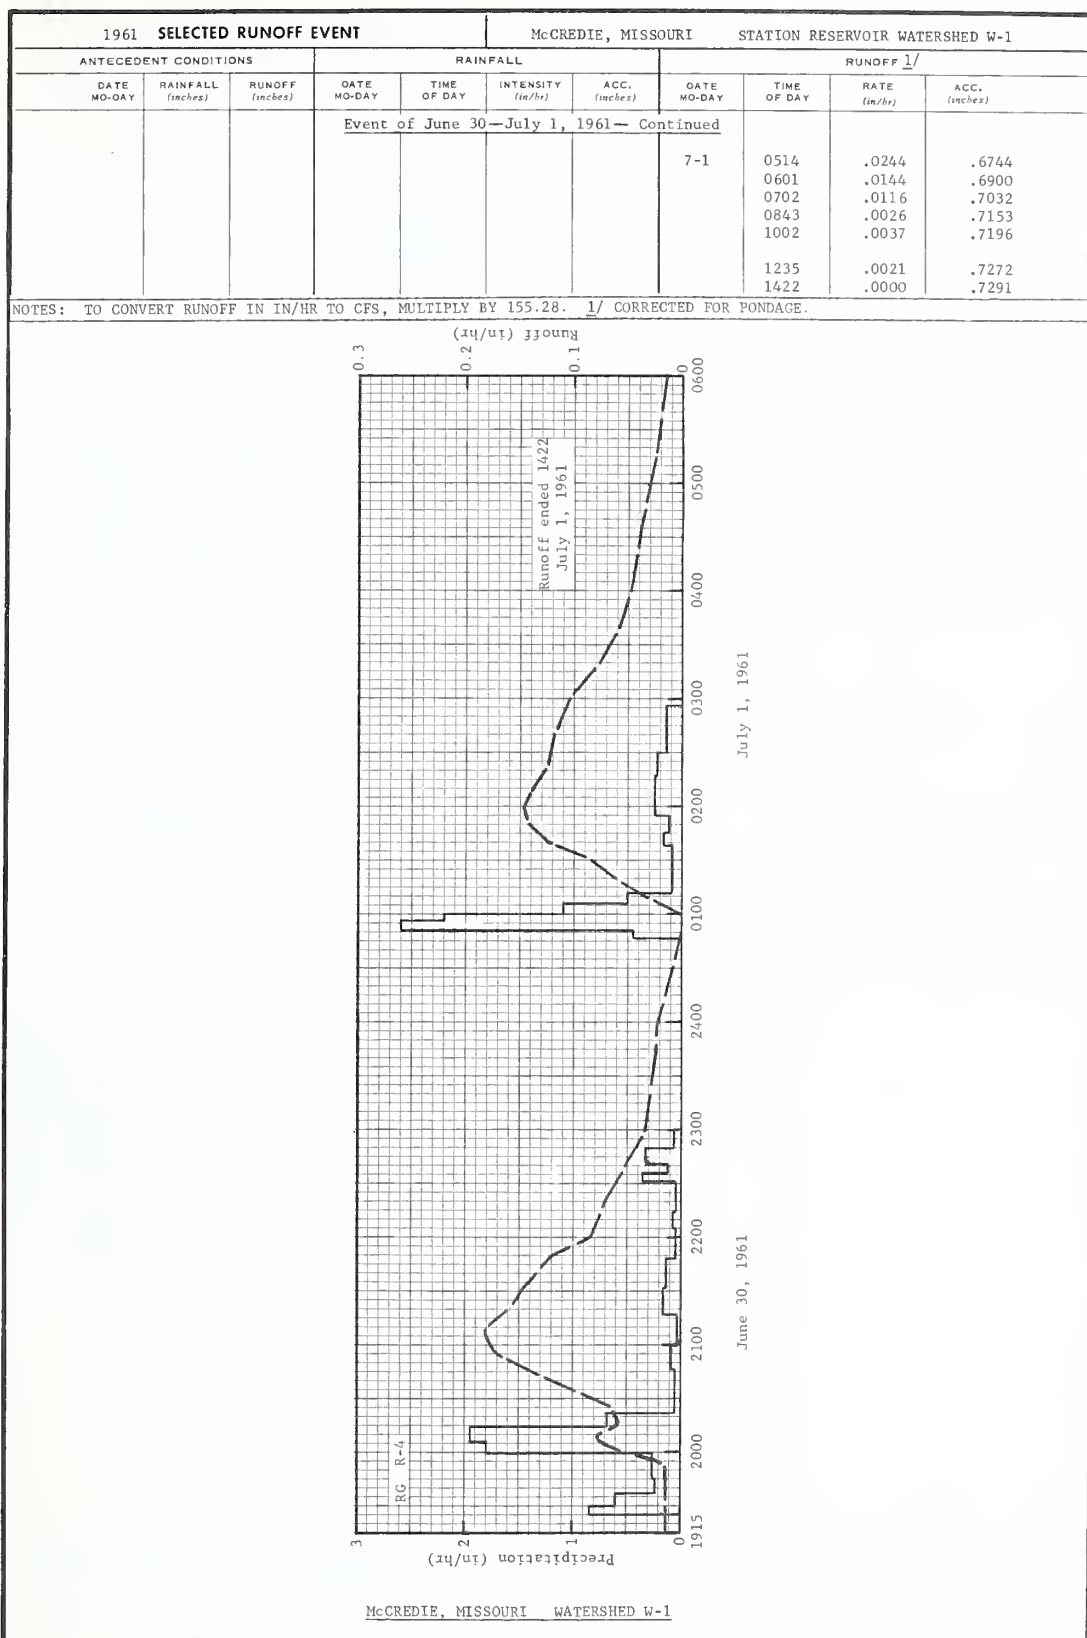 1961 SELECTED RUNOFF EVENT McCREDIE, MISSOURI STATION RESERVOIR WATERSHED W-1
ANTECEDENT CONDITIONS RAINFALL RUNOFF 1/
DATE MO-OAY RAINFALL (inches) RUNOFF (inches) OATE MO-DAY TIME OF DAY INTENSITY (in/hr) ACC. (inches) OATE MO-DAY TIME OF DAY RATE (in/hr) ACC. (inches)
Event of June 30—July 1, 1961— Continued
7-1 0514 .0244 .6744
0601 .0144 .6900
0702 .0116 .7032
0843 .0026 .7153
1002 .0037 .7196
1235 .0021 .7272
1422 .0000 .7291
NOTES: TO CONVERT RUNOFF IN IN/HR TO CFS, MULTIPLY BY 155.28. 1/ CORRECTED FOR PONDAGE.
Runoff (in/hr)
0.3 0.2 0.1 0
0600
Runoff ended 1422
July 1, 1961
0500
0400
0300
July 1, 1961
0200
0100
2400
2300
2200
June 30, 1961
2100
2000
RG R-4
1915
3 2 1 0
Precipitation (in/hr)
McCREDIE, MISSOURI WATERSHED W-1